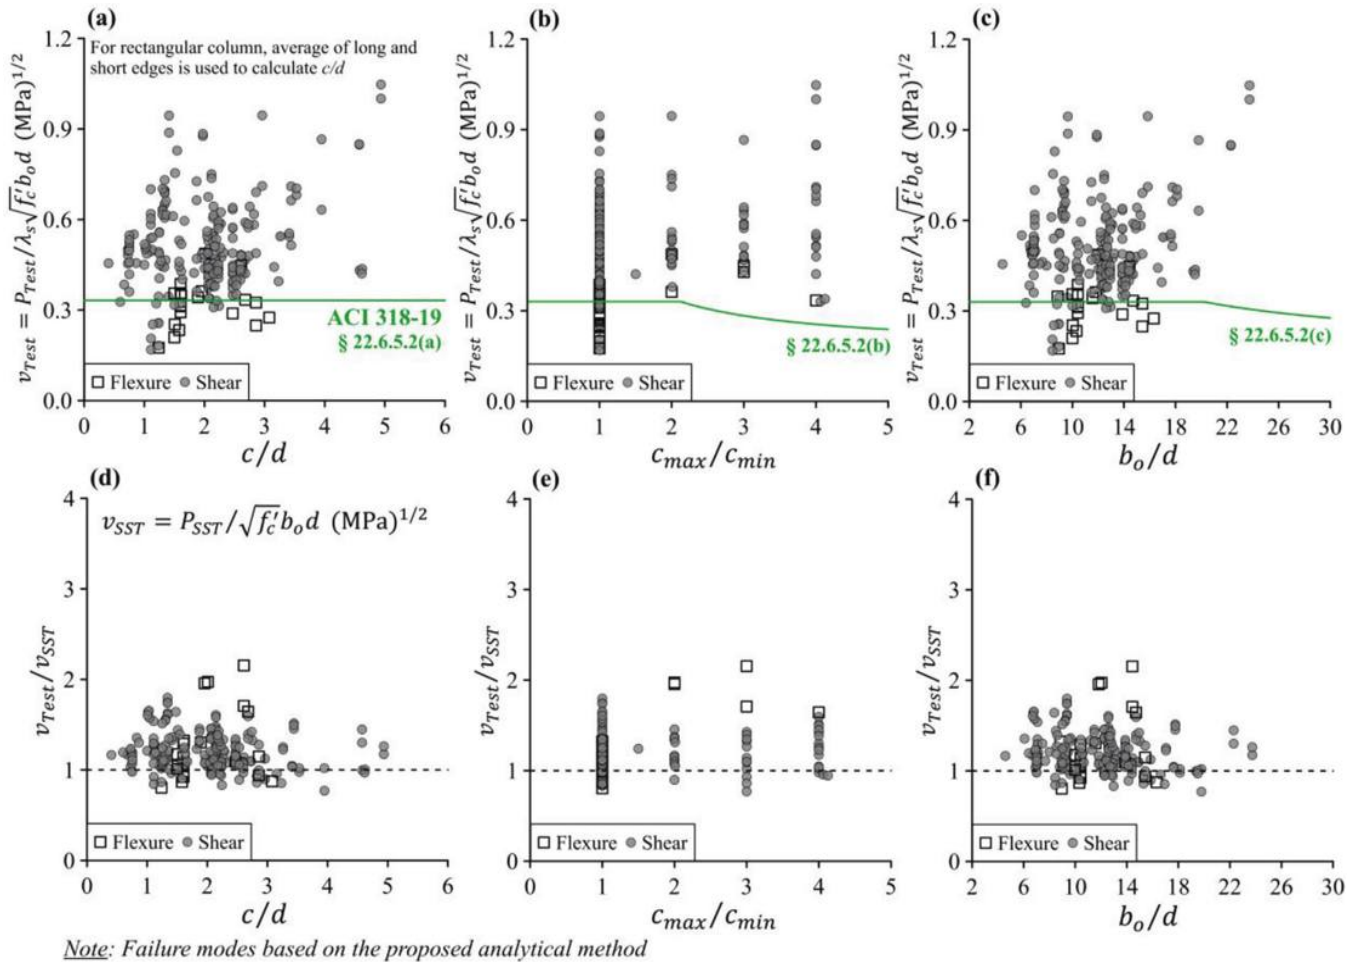 (a)
For rectangular column, average of long and
short edges is used to calculate c/d
v_Test = P_Test/λ_s√f'_c b_o d (MPa)^1/2
1.2
0.9
0.6
0.3
0.0
ACI 318-19
§ 22.6.5.2(a)
Flexure Shear
0 1 2 3 4 5 6
c/d
(b)
v_Test = P_Test/λ_s√f'_c b_o d (MPa)^1/2
1.2
0.9
0.6
0.3
0.0
§ 22.6.5.2(b)
Flexure Shear
1 2 3 4 5
c_max/c_min
(c)
v_Test = P_Test/λ_s√f'_c b_o d (MPa)^1/2
1.2
0.9
0.6
0.3
0.0
§ 22.6.5.2(c)
Flexure Shear
2 6 10 14 18 22 26 30
b_o/d
(d)
v_SST = P_SST/√f'_c b_o d (MPa)^1/2
v_Test/v_SST
4
3
2
1
0
Flexure Shear
0 1 2 3 4 5 6
c/d
(e)
v_Test/v_SST
4
3
2
1
0
Flexure Shear
0 1 2 3 4 5
c_max/c_min
(f)
v_Test/v_SST
4
3
2
1
0
Flexure Shear
2 6 10 14 18 22 26 30
b_o/d
Note: Failure modes based on the proposed analytical method